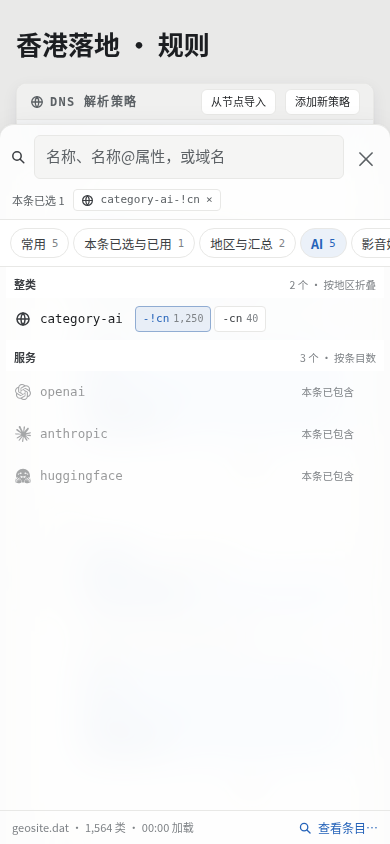 香港落地 · 规则
DNS 解析策略 从节点导入 添加新策略
名称、名称@属性，或域名
本条已选 1 category-ai-!cn ×
常用 5 本条已选与已用 1 地区与汇总 2 AI 5 影音娱
整类 2 个 · 按地区折叠
category-ai -!cn 1,250 -cn 40
服务 3 个 · 按条目数
openai 本条已包含
anthropic 本条已包含
huggingface 本条已包含
geosite.dat · 1,564 类 · 00:00 加载 查看条目…